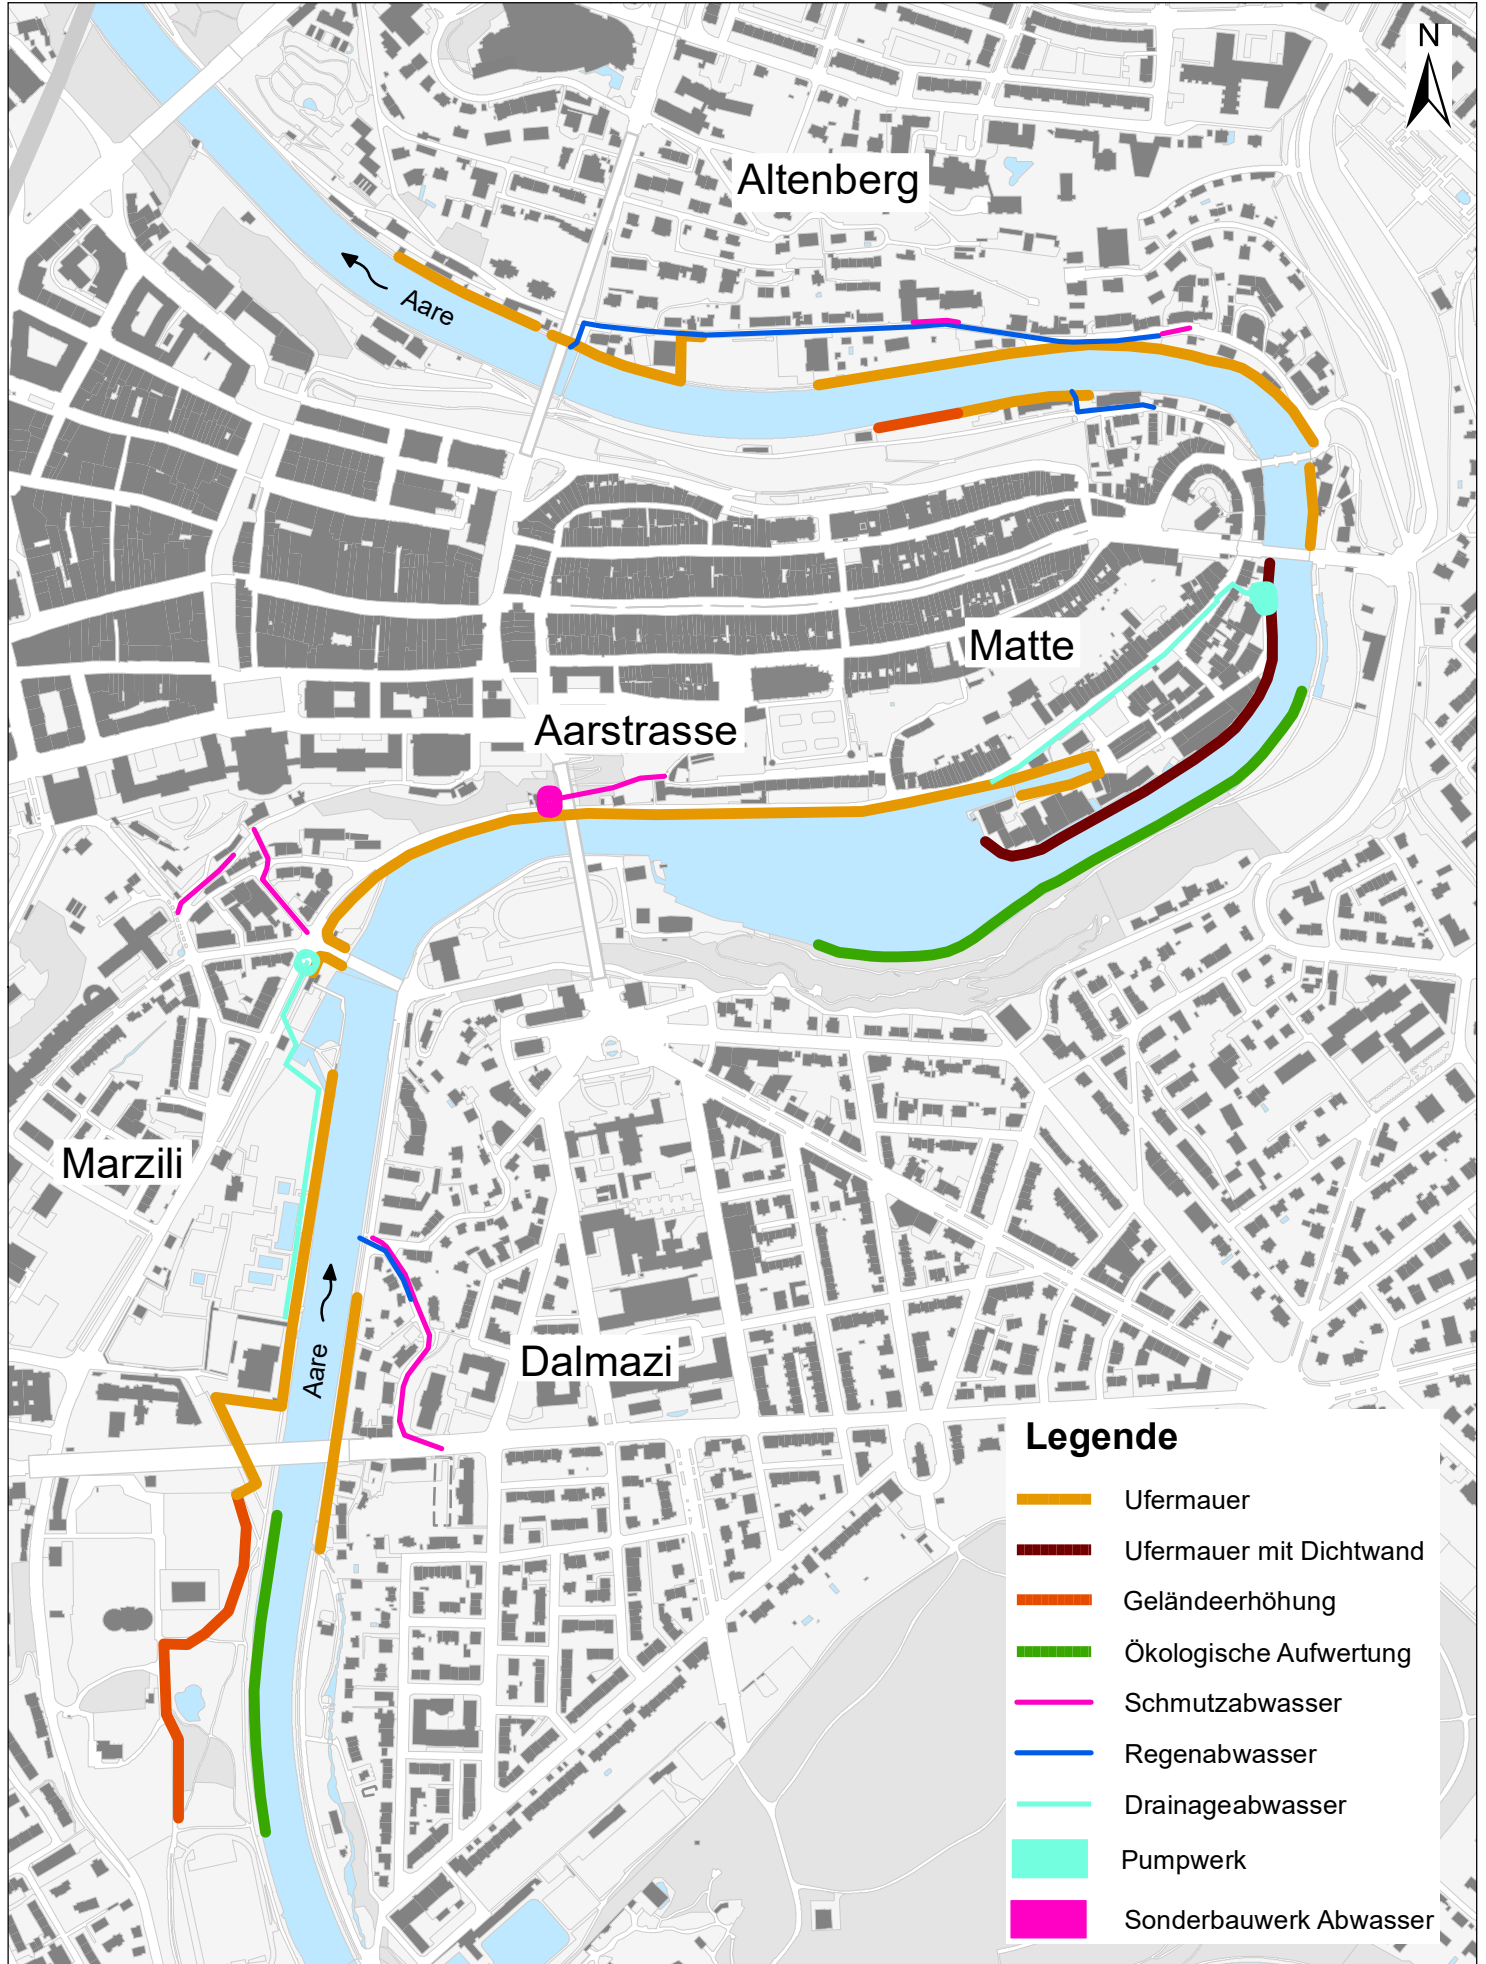 N
Altenberg
Aare
Matte
Aarstrasse
Marzili
Aare
Dalmazi
Legende
Ufermauer
Ufermauer mit Dichtwand
Geländeerhöhung
Ökologische Aufwertung
Schmutzabwasser
Regenabwasser
Drainageabwasser
Pumpwerk
Sonderbauwerk Abwasser